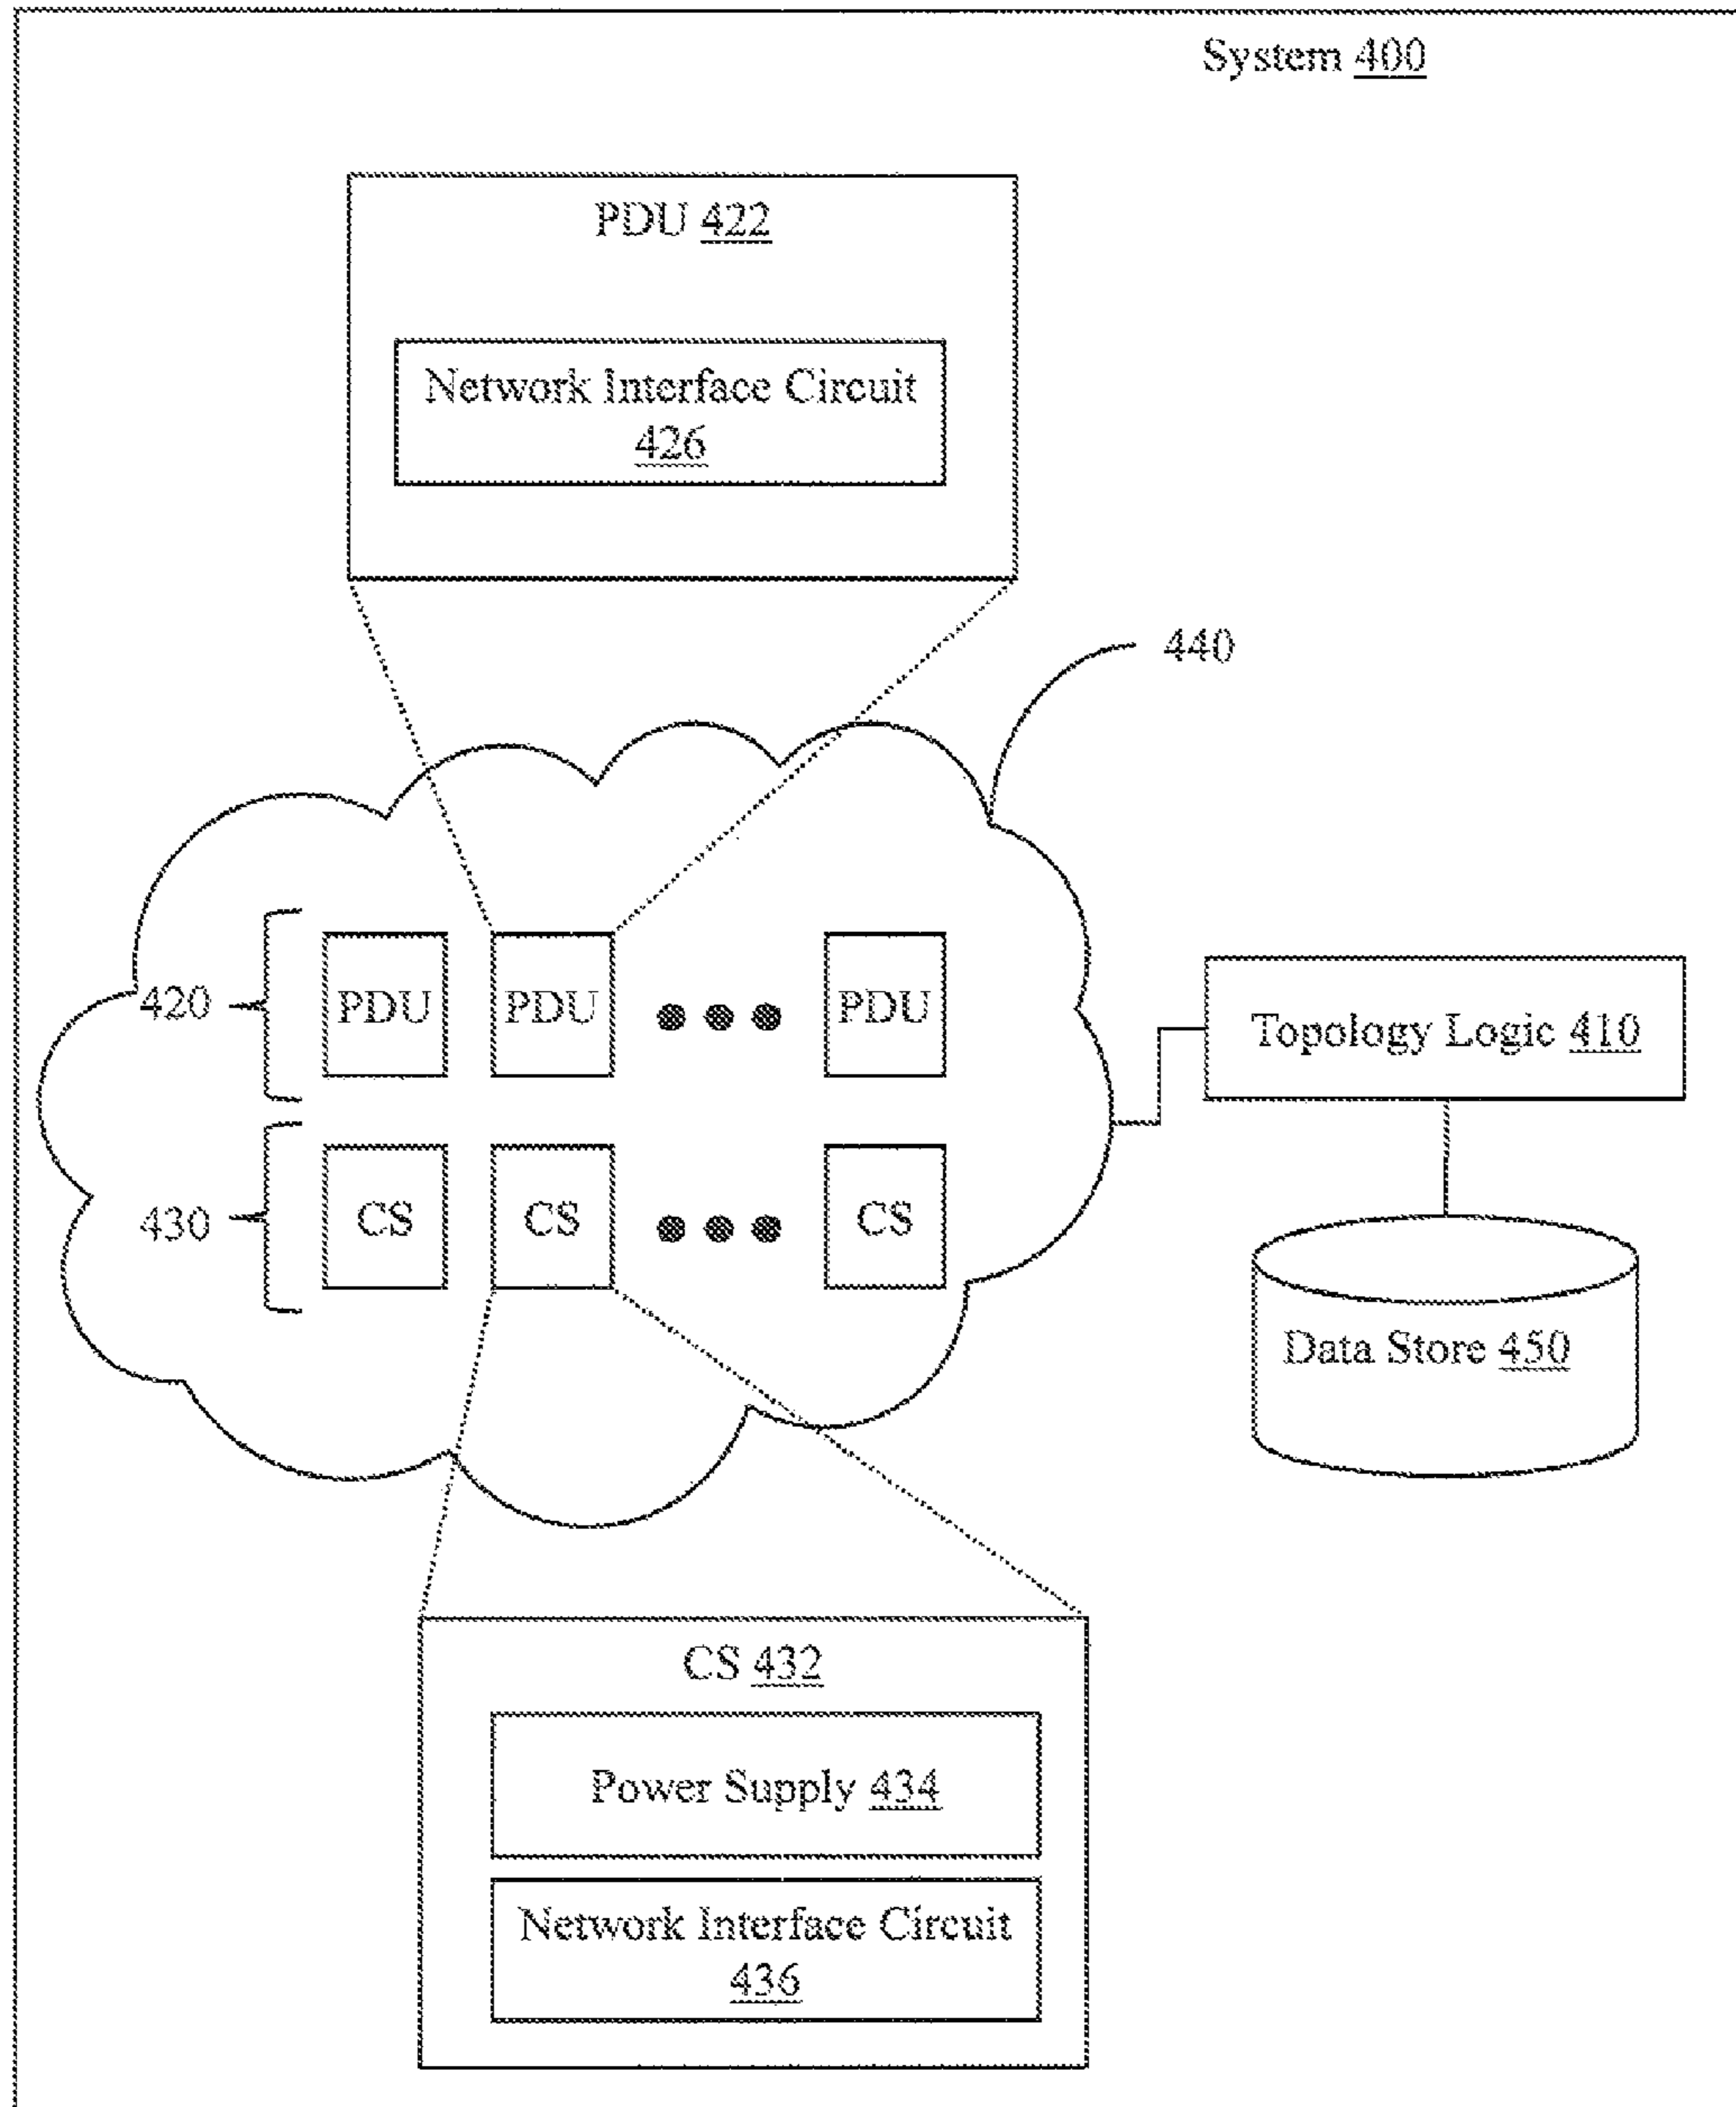 System 400
PDU 422
Network Interface Circuit
426
440
420
PDU PDU PDU
Topology Logic 410
430
CS CS CS
Data Store 450
CS 432
Power Supply 434
Network Interface Circuit
436